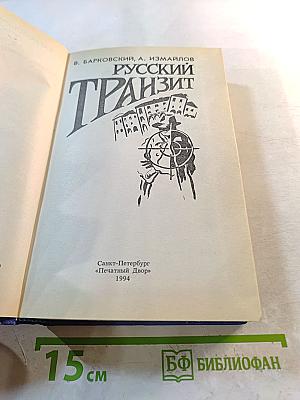 В. БАРКОВСКИЙ, А. ИЗМАЙЛОВ
РУССКИЙ
ТРАНЗИТ
Санкт-Петербург
«Печатный Двор»
1994
15 см
БФ БИБЛИОФАН